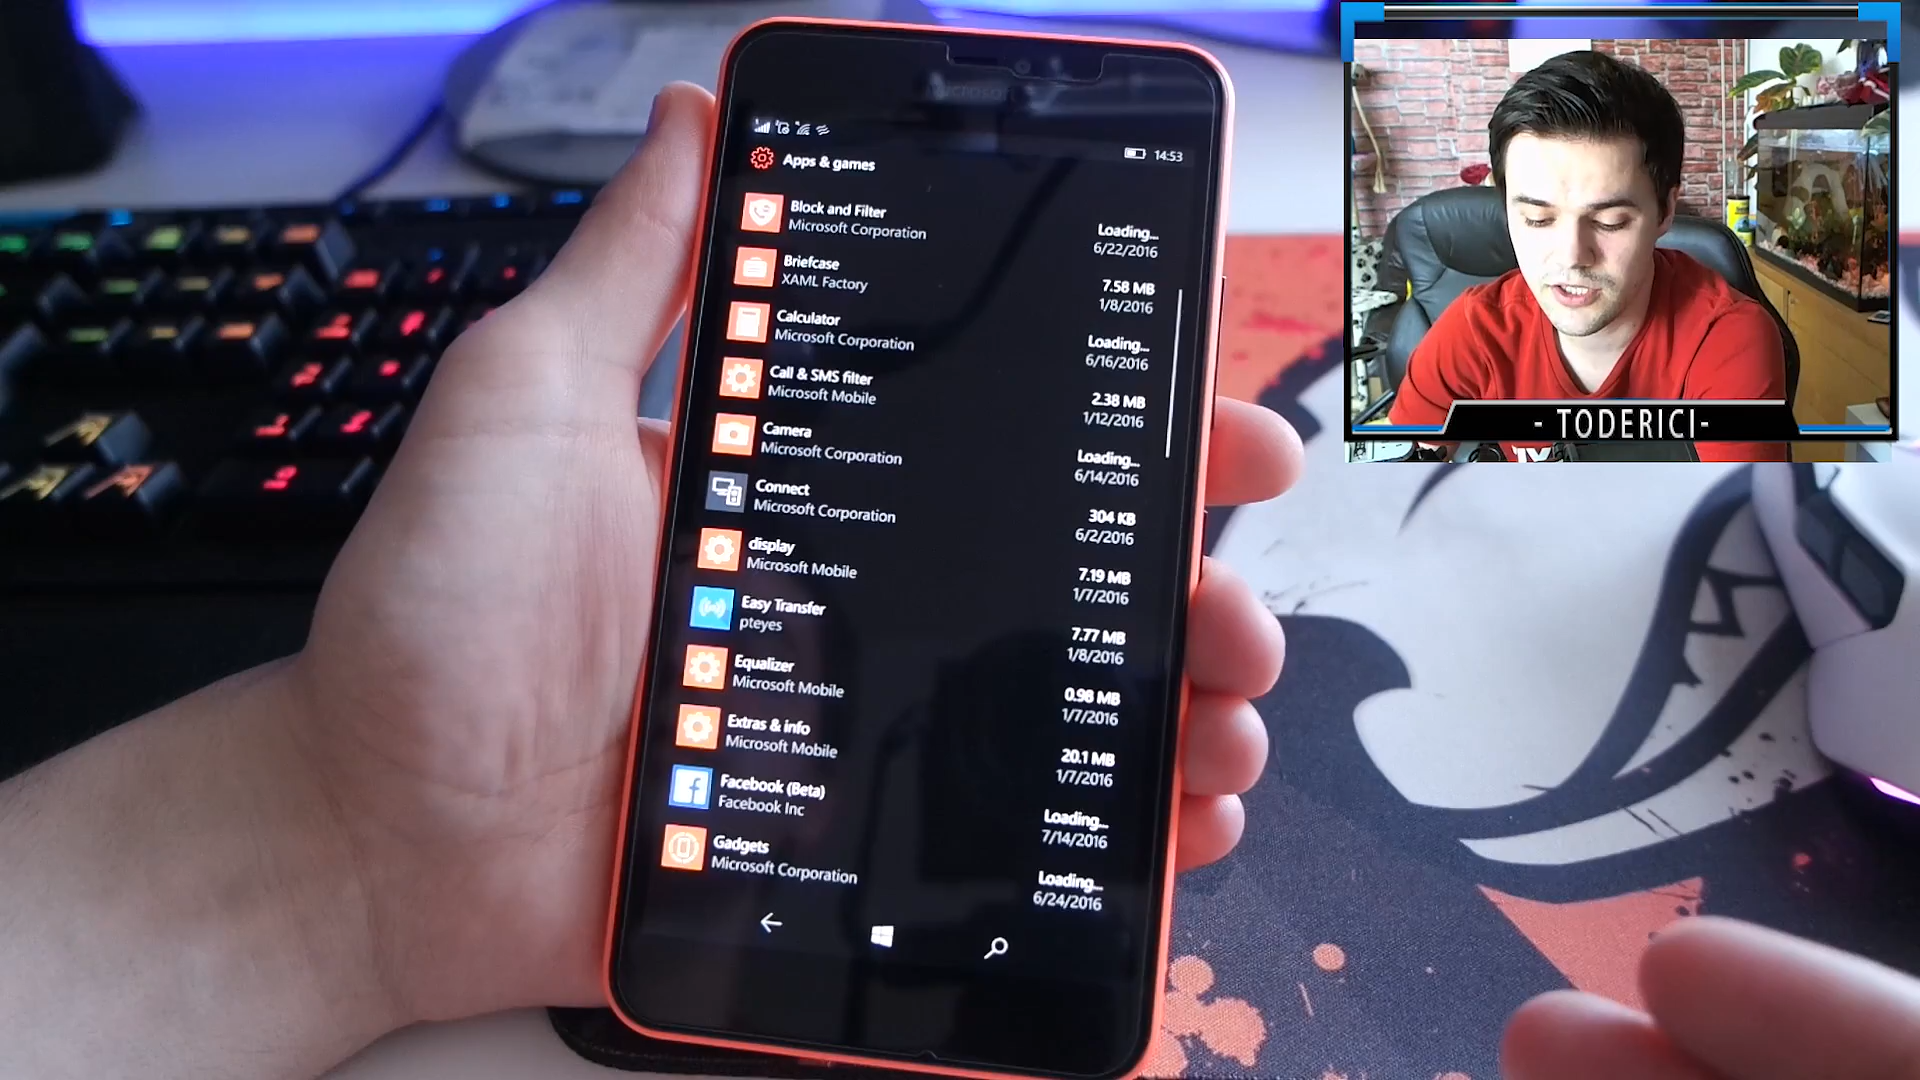 Microsoft
14:53
Apps & games
Block and Filter
Microsoft Corporation
Loading...
6/22/2016
Briefcase
XAML Factory
7.58 MB
1/8/2016
Calculator
Microsoft Corporation
Loading...
6/16/2016
Call & SMS filter
Microsoft Mobile
2.38 MB
1/12/2016
Camera
Microsoft Corporation
Loading...
6/14/2016
Connect
Microsoft Corporation
304 KB
6/2/2016
display
Microsoft Mobile
7.19 MB
1/7/2016
Easy Transfer
pteyes
7.77 MB
1/8/2016
Equalizer
Microsoft Mobile
0.98 MB
1/7/2016
Extras & info
Microsoft Mobile
20.1 MB
1/7/2016
Facebook (Beta)
Facebook Inc
Loading...
7/14/2016
Gadgets
Microsoft Corporation
Loading...
6/24/2016
- TODERICI-